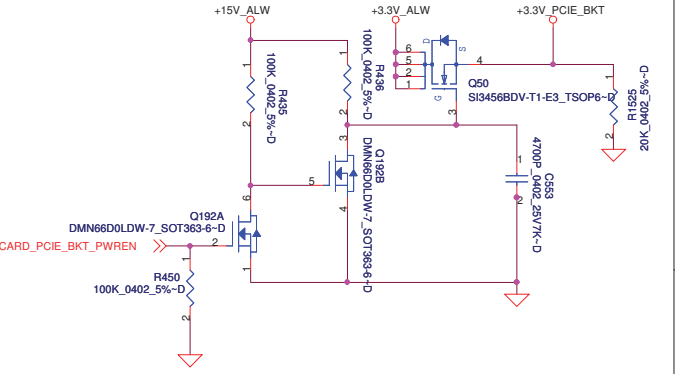 +15V_ALW
+3.3V_ALW
+3.3V_PCIE_BKT
1
R435
100K_0402_5%~D
2
1
R436
100K_0402_5%~D
2
6
5
2
1
D
S
G
4
3
Q50
SI3456BDV-T1-E3_TSOP6~D
1
R1525
20K_0402_5%~D
2
3
Q192B
DMN66D0LDW-7_SOT363-6~D
5
4
1
C553
4700P_0402_25V7K~D
2
6
Q192A
DMN66D0LDW-7_SOT363-6~D
2
1
CARD_PCIE_BKT_PWREN
1
R450
100K_0402_5%~D
2